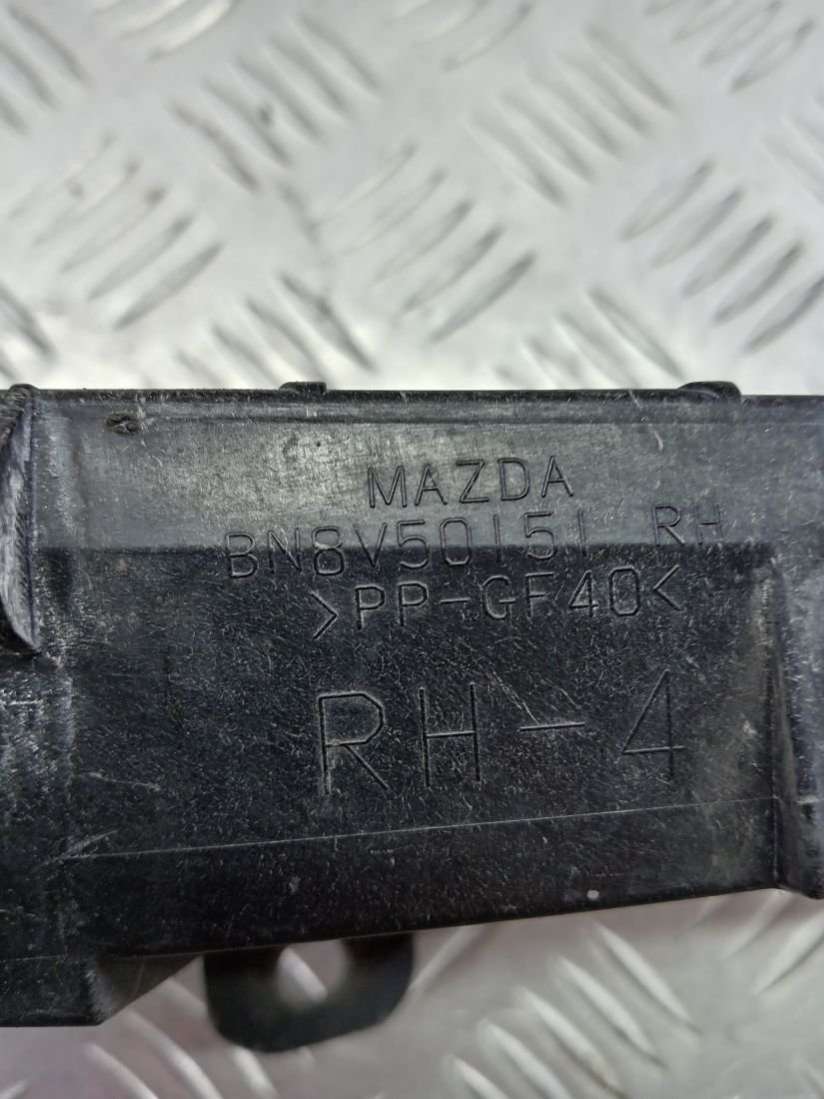 MAZDA
BN8V50151 RH
>PP-GF40<
RH-4